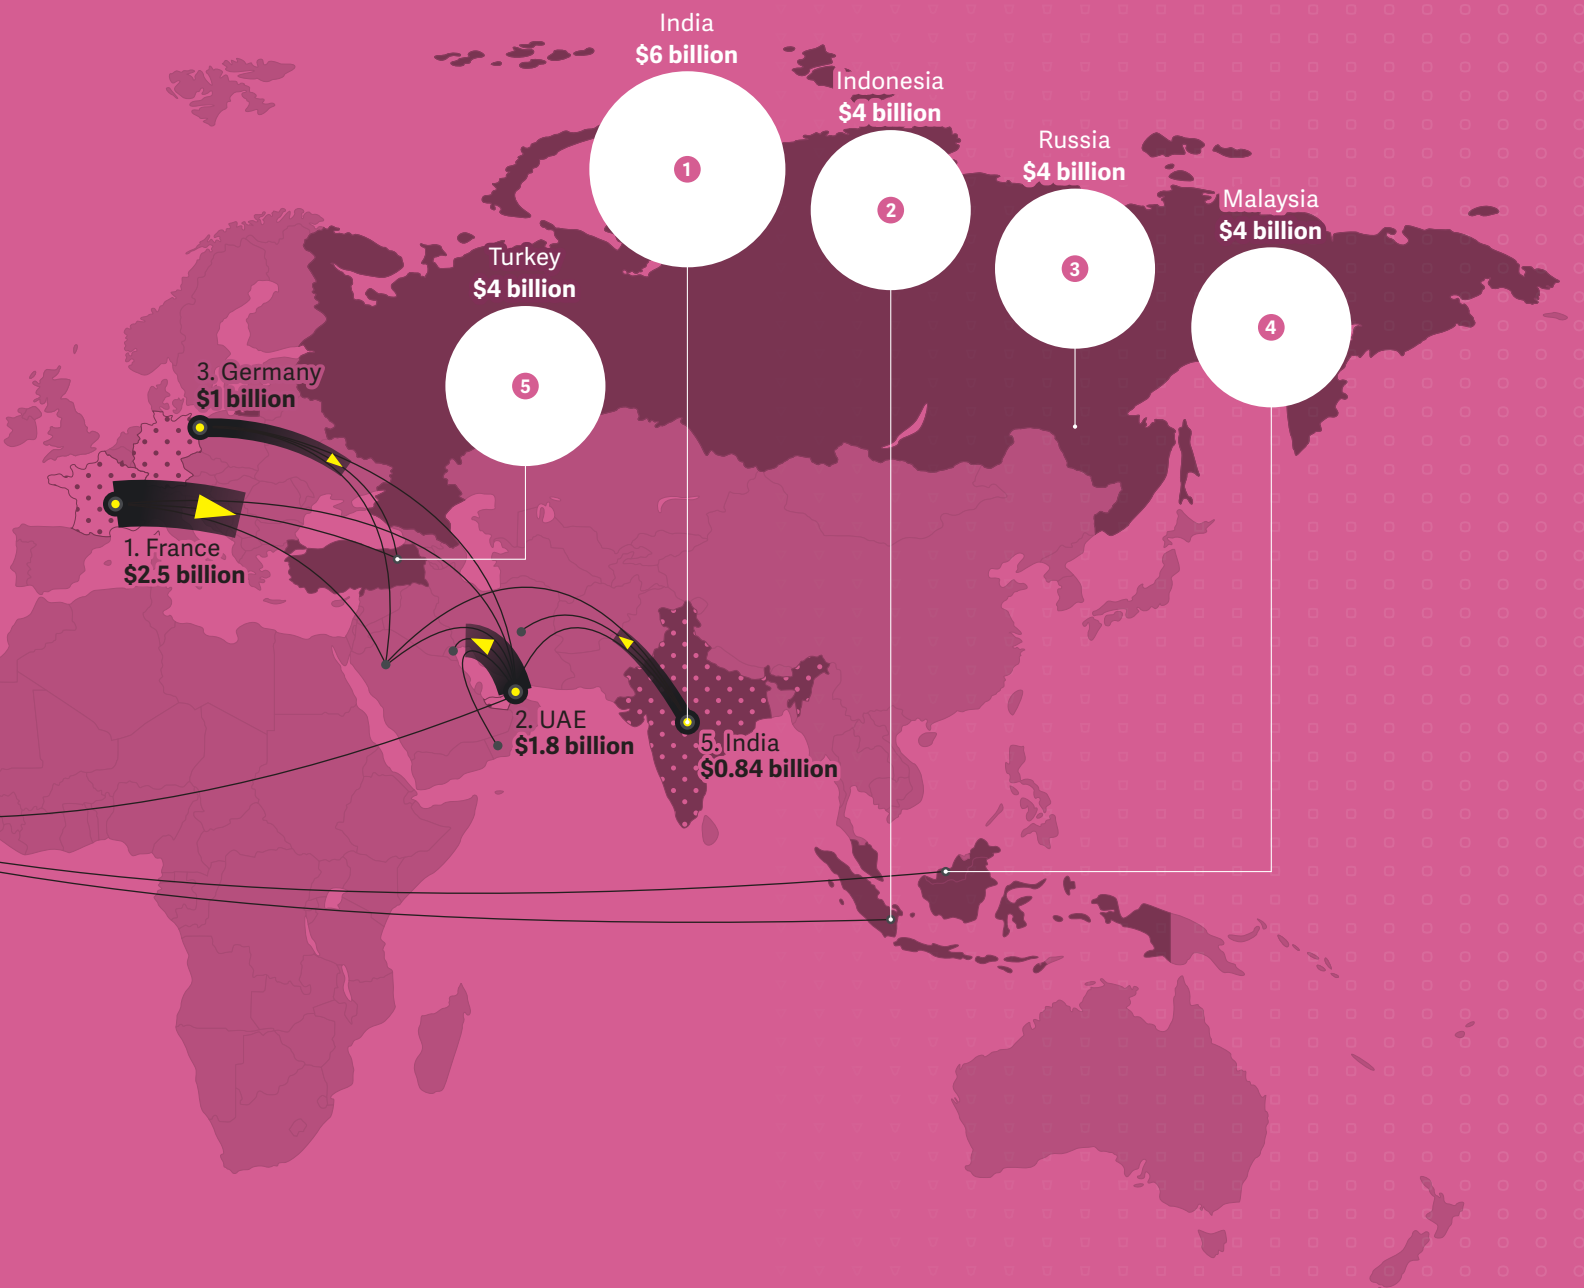 India
$6 billion
1
Indonesia
$4 billion
2
Russia
$4 billion
3
Malaysia
$4 billion
4
Turkey
$4 billion
5
3. Germany
$1 billion
1. France
$2.5 billion
2. UAE
$1.8 billion
5. India
$0.84 billion